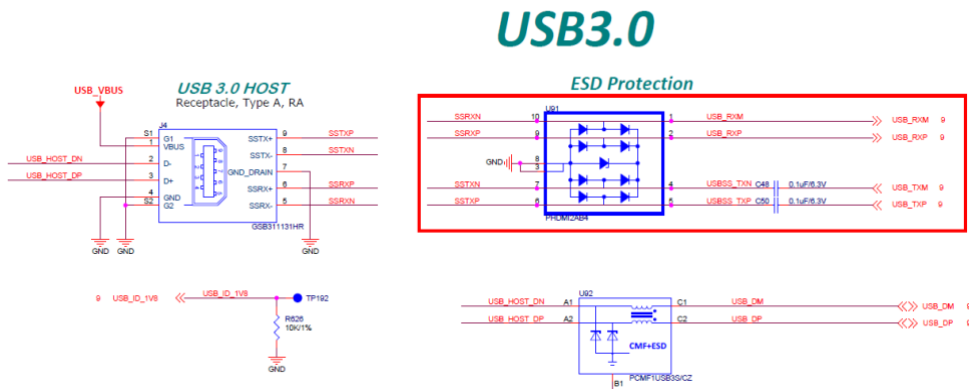 USB3.0
USB 3.0 HOST
Receptacle, Type A, RA
USB_VBUS
J4
S1 G1
1 VBUS
USB_HOST_DN 2 D-
USB_HOST_DP 3 D+
4 GND
S2 G2
SSTX+ 9 SSTXP
SSTX- 8 SSTXN
GND_DRAIN 7
SSRX+ 6 SSRXP
SSRX- 5 SSRXN
GSB311131HR
GND GND GND
ESD Protection
U91
SSRXN 10 1 USB_RXM USB_RXM 9
SSRXP 9 2 USB_RXP USB_RXP 9
GND 8
3
SSTXN 7 4 USBSS_TXN C48 0.1uF/6.3V USB_TXM 9
SSTXP 6 5 USBSS_TXP C50 0.1uF/6.3V USB_TXP 9
PHDMI2AB4
9 USB_ID_1V8 USB_ID_1V8 TP192
R626
10K/1%
GND
U92
USB_HOST_DN A1 C1 USB_DM USB_DM 9
USB_HOST_DP A2 C2 USB_DP USB_DP 9
CMF+ESD
PCMF1USB3S/CZ
B1